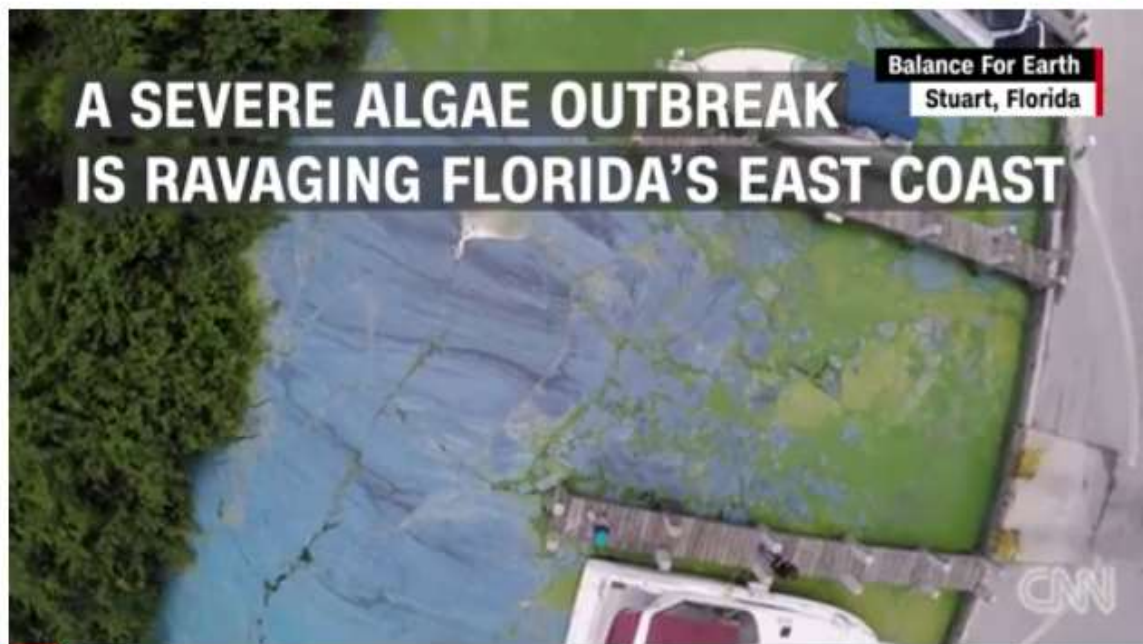 Balance For Earth
Stuart, Florida
A SEVERE ALGAE OUTBREAK
IS RAVAGING FLORIDA'S EAST COAST
CNN